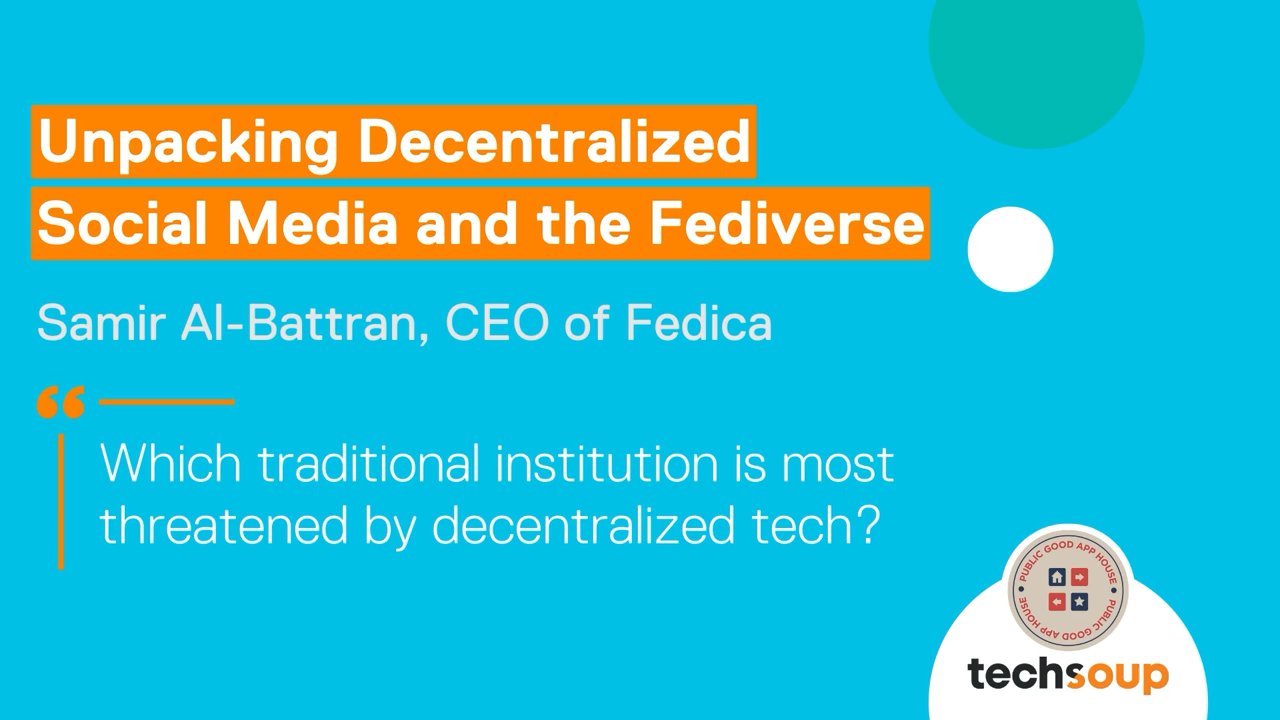 Unpacking Decentralized
Social Media and the Fediverse
Samir Al-Battran, CEO of Fedica
“
Which traditional institution is most
threatened by decentralized tech?
PUBLIC GOOD APP HOUSE • PUBLIC GOOD APP HOUSE •
techsoup